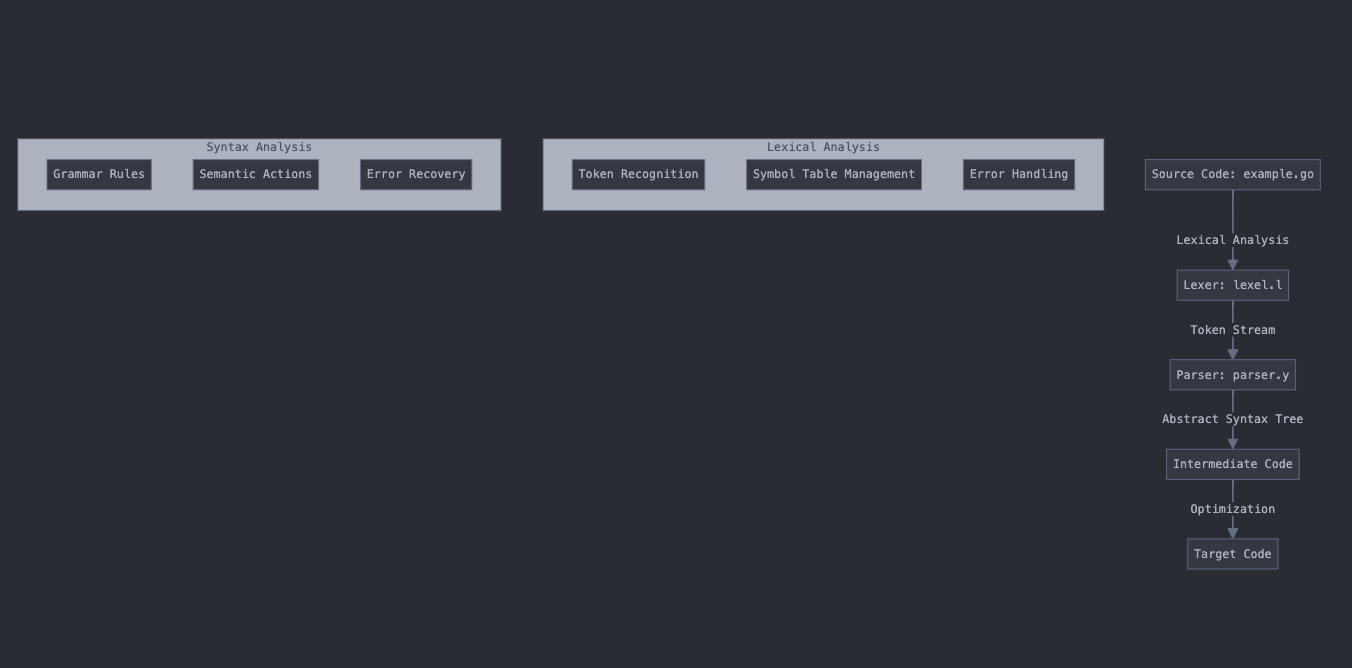 Syntax Analysis
Grammar Rules
Semantic Actions
Error Recovery
Lexical Analysis
Token Recognition
Symbol Table Management
Error Handling
Source Code: example.go
Lexical Analysis
Lexer: lexel.l
Token Stream
Parser: parser.y
Abstract Syntax Tree
Intermediate Code
Optimization
Target Code